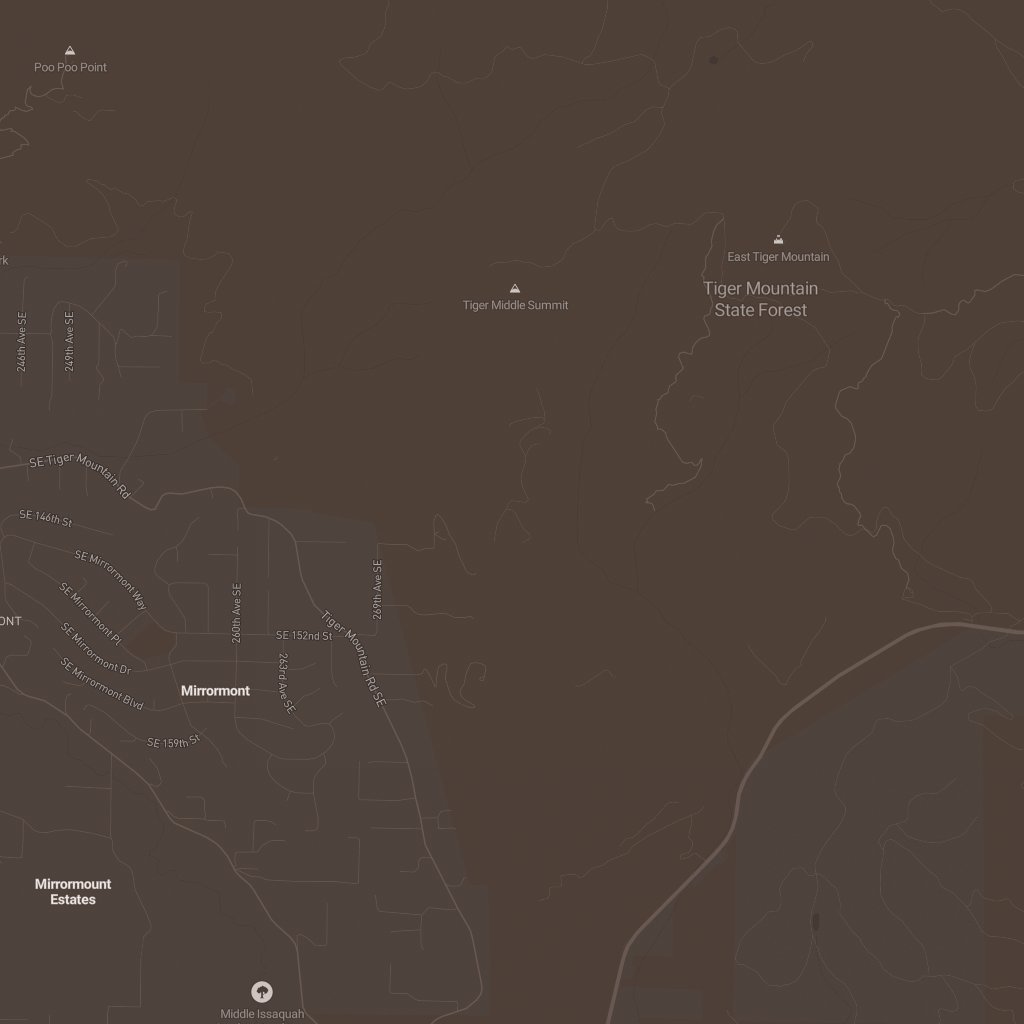 Poo Poo Point
East Tiger Mountain
rk
Tiger Mountain
State Forest
Tiger Middle Summit
246th Ave SE
249th Ave SE
SE Tiger Mountain Rd
SE 146th St
SE Mirrormont Way
269th Ave SE
SE Mirrormont Pl
260th Ave SE
ONT
SE 152nd St
Tiger Mountain Rd SE
SE Mirrormont Dr
263rd Ave SE
SE Mirrormont Blvd
Mirrormont
SE 159th St
Mirrormount
Estates
Middle Issaquah